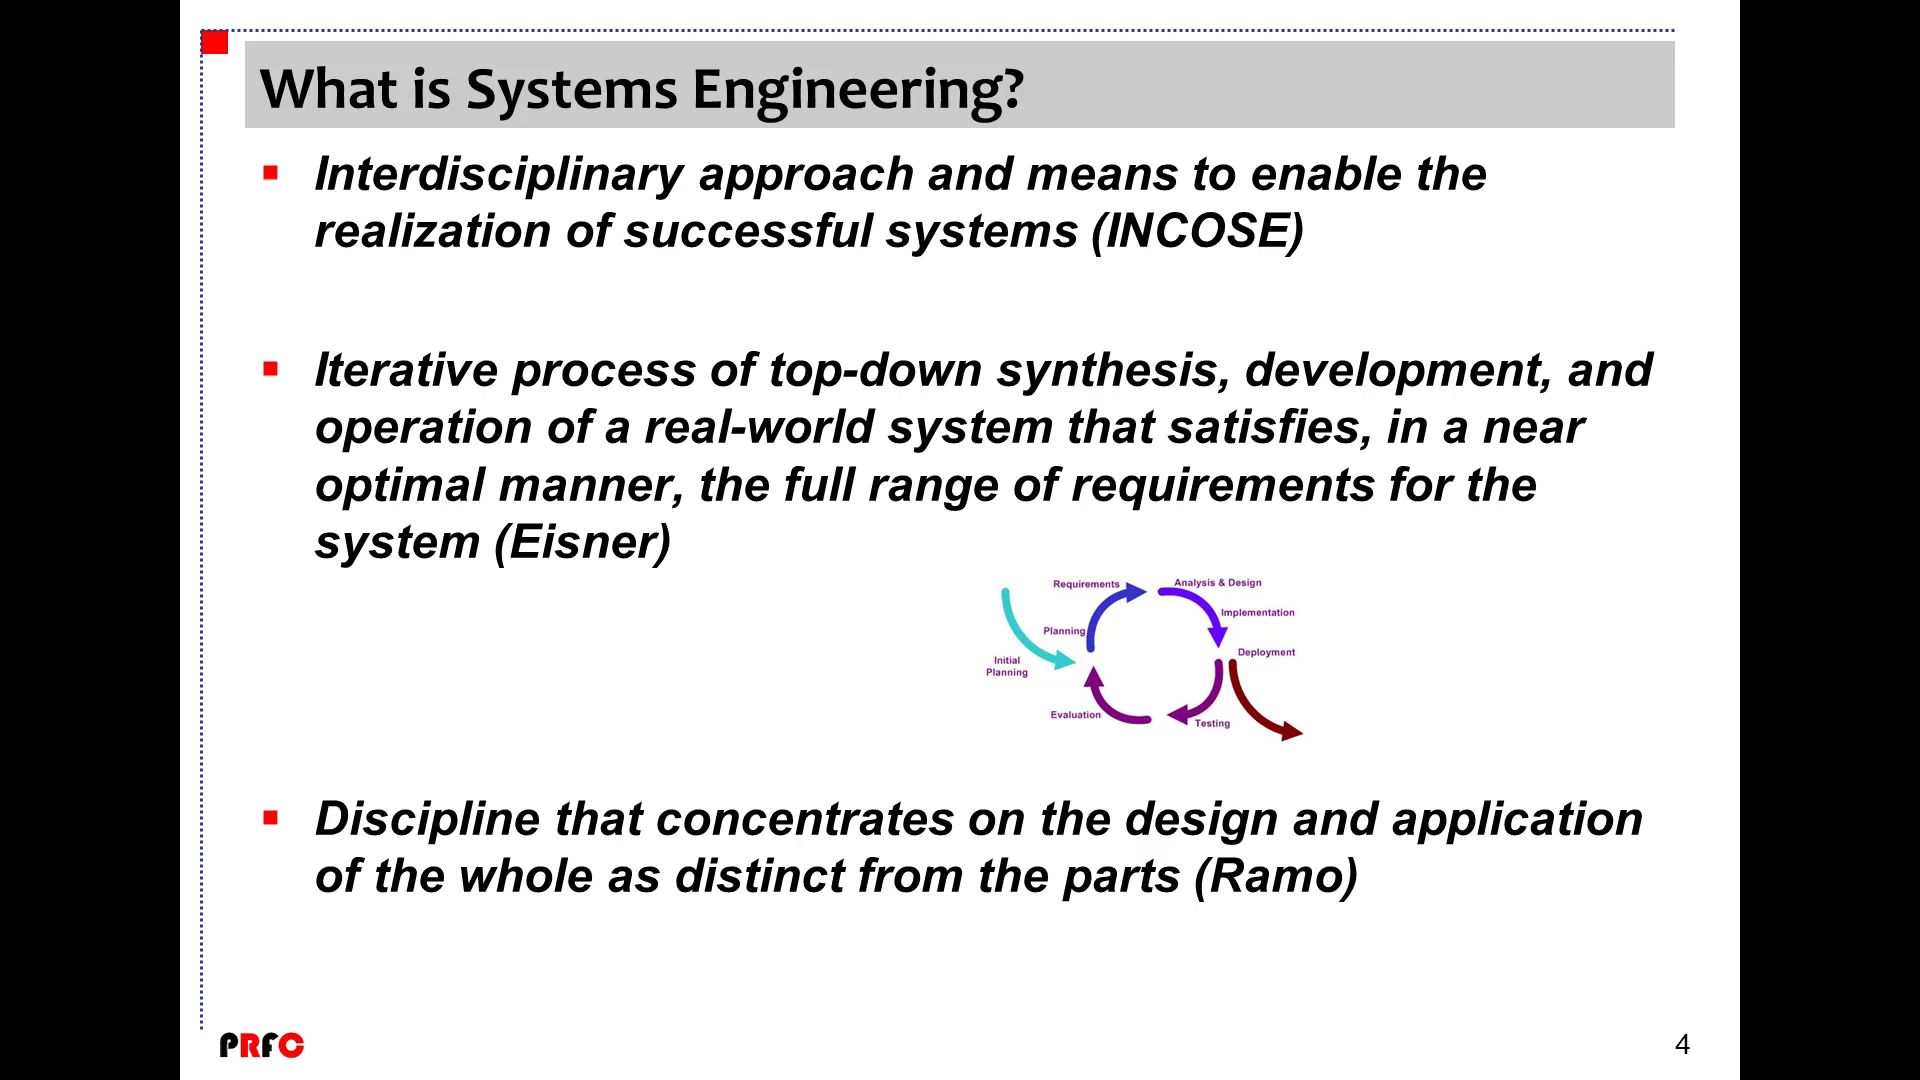 What is Systems Engineering?
Interdisciplinary approach and means to enable the
realization of successful systems (INCOSE)
Iterative process of top-down synthesis, development, and
operation of a real-world system that satisfies, in a near
optimal manner, the full range of requirements for the
system (Eisner)
Requirements
Analysis & Design
Implementation
Planning
Deployment
Initial
Planning
Evaluation
Testing
Discipline that concentrates on the design and application
of the whole as distinct from the parts (Ramo)
PRFC
4